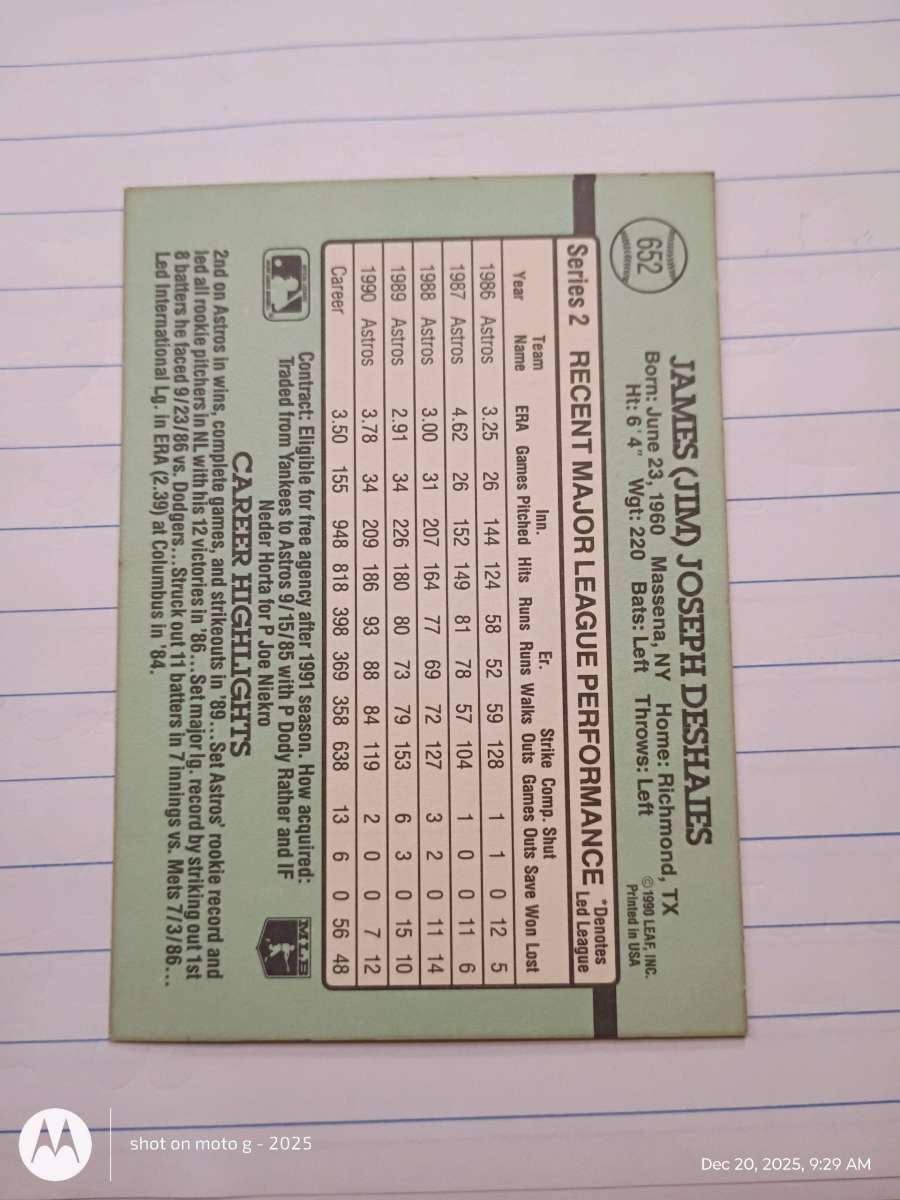 652
JAMES (JIM) JOSEPH DESHAIES
Born: June 23, 1960 Massena, NY Home: Richmond, TX
Ht: 6'4" Wgt: 220 Bats: Left Throws: Left
©1990 LEAF, INC.
Printed in USA
Series 2 RECENT MAJOR LEAGUE PERFORMANCE *Denotes Led League
Year Team Name ERA Games Inn. Pitched Hits Runs Er. Runs Walks Strike Outs Comp. Games Shut Outs Save Won Lost
1986 Astros 3.25 26 144 124 58 52 59 128 1 1 0 12 5
1987 Astros 4.62 26 152 149 81 78 57 104 1 0 0 11 6
1988 Astros 3.00 31 207 164 77 69 72 127 3 2 0 11 14
1989 Astros 2.91 34 226 180 80 73 79 153 6 3 0 15 10
1990 Astros 3.78 34 209 186 93 88 84 119 2 0 0 7 12
Career 3.50 155 948 818 398 369 358 638 13 6 0 56 48
Contract: Eligible for free agency after 1991 season. How acquired:
Traded from Yankees to Astros 9/15/85 with P Dody Rather and IF
Neder Horta for P Joe Niekro
MLB
CAREER HIGHLIGHTS
2nd on Astros in wins, complete games, and strikeouts in '89...Set Astros' rookie record and
led all rookie pitchers in NL with his 12 victories in '86...Set major lg. record by striking out 1st
8 batters he faced 9/23/86 vs. Dodgers...Struck out 11 batters in 7 innings vs. Mets 7/3/86...
Led International Lg. in ERA (2.39) at Columbus in '84.
shot on moto g - 2025
Dec 20, 2025, 9:29 AM